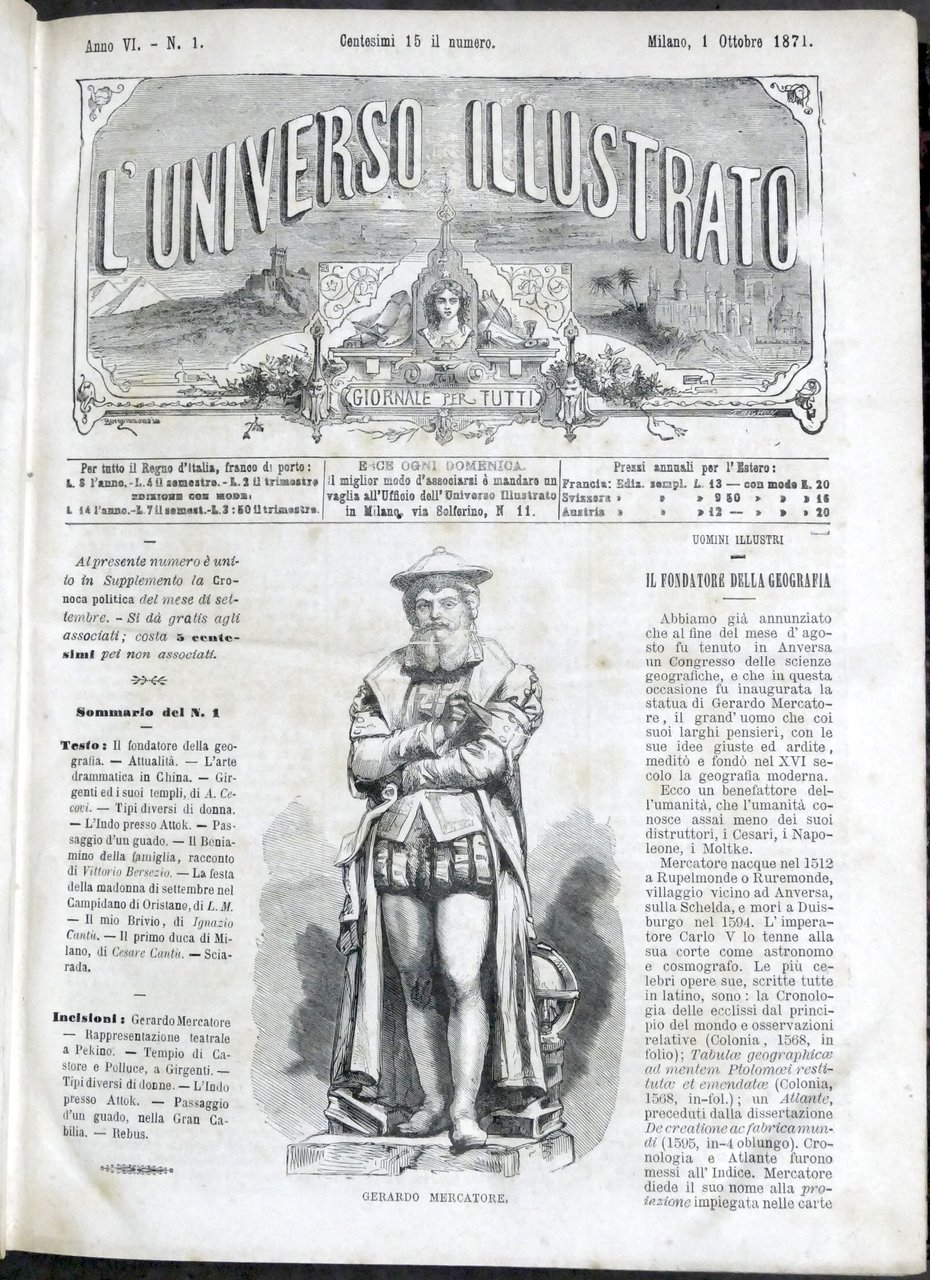 Anno VI. - N. 1.
Centesimi 15 il numero.
Milano, 1 Ottobre 1871.
L'UNIVERSO ILLUSTRATO
GIORNALE PER TUTTI
Per tutto il Regno d'Italia, franco di porto:
L. 8 l'anno.-L. 4 il semestre. - L. 2 il trimestre
EDIZIONE CON MODE:
L 14 l'anno.-L. 7 il semest.-L. 3 : 50 il trimestre.
ESCE OGNI DOMENICA.
Il miglior modo d'associarsi è mandare un
vaglia all'Uffioio dell'Universo Illustrato
in Milano, via Solferino, N. 11.
Prezzi annuali per l'Estero:
Francia: Ediz. sempl. L. 13 — con mode L. 20
Svizzera » » » 9 50 » » » 16
Austria » » » 12 — » » » 20
Al presente numero è uni-
to in Supplemento la Cro-
noca politica del mese di set-
tembre. - Si dà gratis agli
associati; costa 5 cente-
simi pei non associati.
Sommario del N. 1
Testo: Il fondatore della geo-
grafia. — Attualità. — L'arte
drammatica in China. — Gir-
genti ed i suoi templi, di A. Ce-
covi. — Tipi diversi di donna.
— L'Indo presso Attok. — Pas-
saggio d'un guado. — Il Benia-
mino della famiglia, racconto
di Vittorio Bersezio. — La festa
della madonna di settembre nel
Campidano di Oristano, di L. M.
— Il mio Brivio, di Ignazio
Cantù. — Il primo duca di Mi-
lano, di Cesare Cantù. — Scia-
rada.
Incisioni: Gerardo Mercatore
— Rappresentazione teatrale
a Pekino. — Tempio di Ca-
store e Polluce, a Girgenti. —
Tipi diversi di donne. — L'Indo
presso Attok. — Passaggio
d'un guado, nella Gran Ca-
bilia. — Rebus.
GERARDO MERCATORE.
UOMINI ILLUSTRI
IL FONDATORE DELLA GEOGRAFIA
Abbiamo già annunziato
che al fine del mese d'ago-
sto fu tenuto in Anversa
un Congresso delle scienze
geografiche, e che in questa
occasione fu inaugurata la
statua di Gerardo Mercato-
re, il grand'uomo che coi
suoi larghi pensieri, con le
sue idee giuste ed ardite,
meditò e fondò nel XVI se-
colo la geografia moderna.
Ecco un benefattore del-
l'umanità, che l'umanità co-
nosce assai meno dei suoi
distruttori, i Cesari, i Napo-
leone, i Moltke.
Mercatore nacque nel 1512
a Rupelmonde o Ruremonde,
villaggio vicino ad Anversa,
sulla Schelda, e morì a Duis-
burgo nel 1594. L'impera-
tore Carlo V lo tenne alla
sua corte come astronomo
e cosmografo. Le più ce-
lebri opere sue, scritte tutte
in latino, sono: la Cronolo-
gia delle ecclissi dal princi-
pio del mondo e osservazioni
relative (Colonia, 1568, in
folio); Tabulæ geographicæ
ad mentem Ptolomœi resti-
tutæ et emendatæ (Colonia,
1568, in-fol.); un Atlante,
preceduti dalla dissertazione
De creatione ac fabrica mun-
di (1595, in-4 oblungo). Cro-
nologia e Atlante furono
messi all'Indice. Mercatore
diede il suo nome alla pro-
iezione impiegata nelle carte